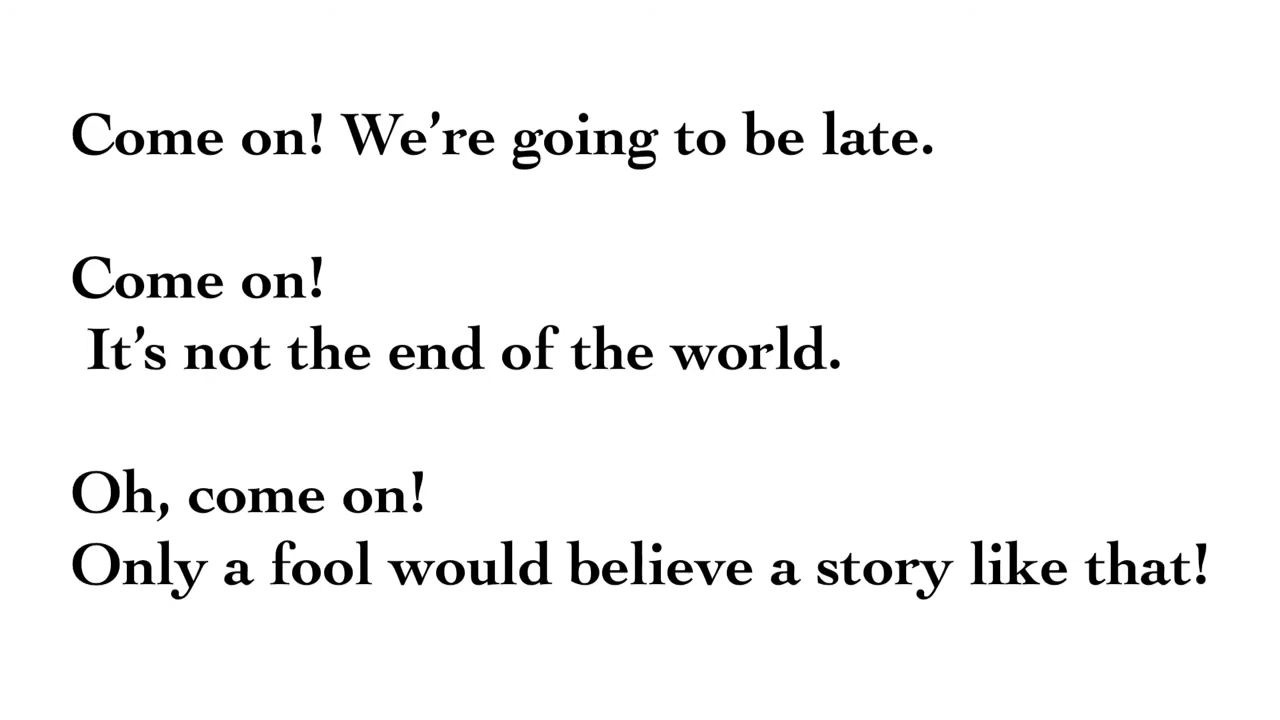 Come on! We’re going to be late.
Come on!
It’s not the end of the world.
Oh, come on!
Only a fool would believe a story like that!